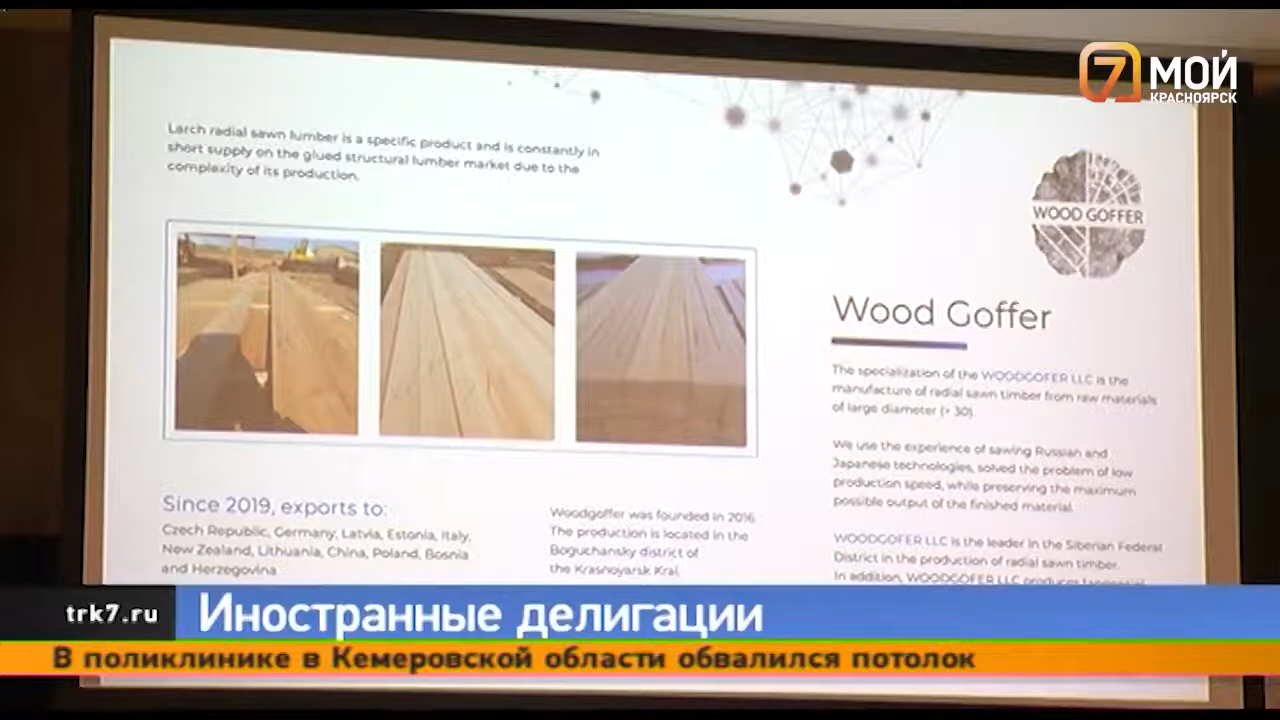 7 МОЙ
КРАСНОЯРСК
Larch radial sawn lumber is a specific product and is constantly in
short supply on the glued structural lumber market due to the
complexity of its production.
WOOD GOFFER
Wood Goffer
The specialization of the WOODGOFER LLC is the
manufacture of radial sawn timber from raw materials
of large diameter (> 30).
We use the experience of sawing Russian and
Japanese technologies, solved the problem of low
production speed, while preserving the maximum
possible output of the finished material.
WOODGOFER LLC is the leader in the Siberian Federal
District in the production of radial sawn timber.
In addition, WOODGOFER LLC produces tangensial
Since 2019, exports to:
Czech Republic, Germany, Latvia, Estonia, Italy,
New Zealand, Lithuania, China, Poland, Bosnia
and Herzegovina
Woodgoffer was founded in 2016.
The production is located in the
Boguchansky district of
the Krasnoyarsk Krai.
trk7.ru
Иностранные делигации
В поликлинике в Кемеровской области обвалился потолок